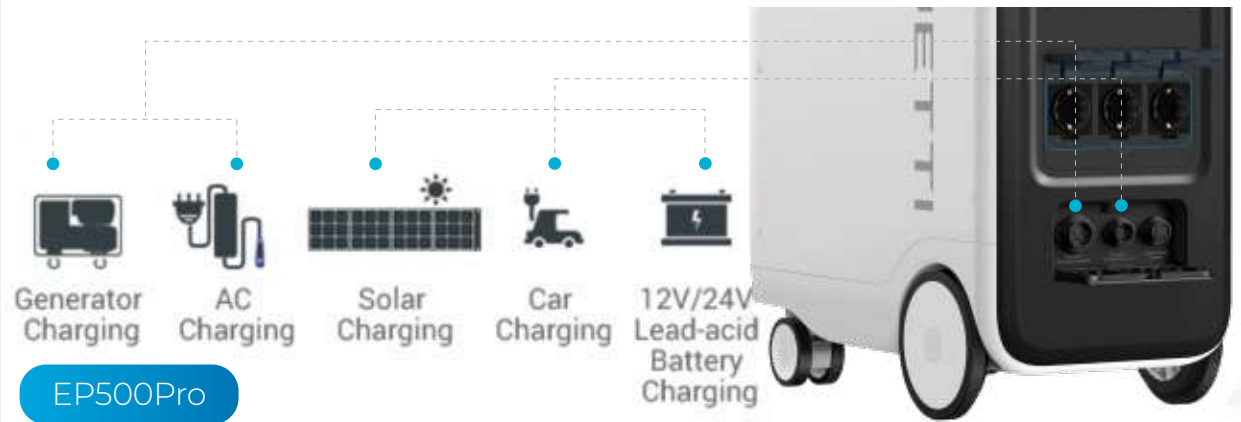 Generator
Charging
AC
Charging
Solar
Charging
Car
Charging
12V/24V
Lead-acid
Battery
Charging
EP500Pro